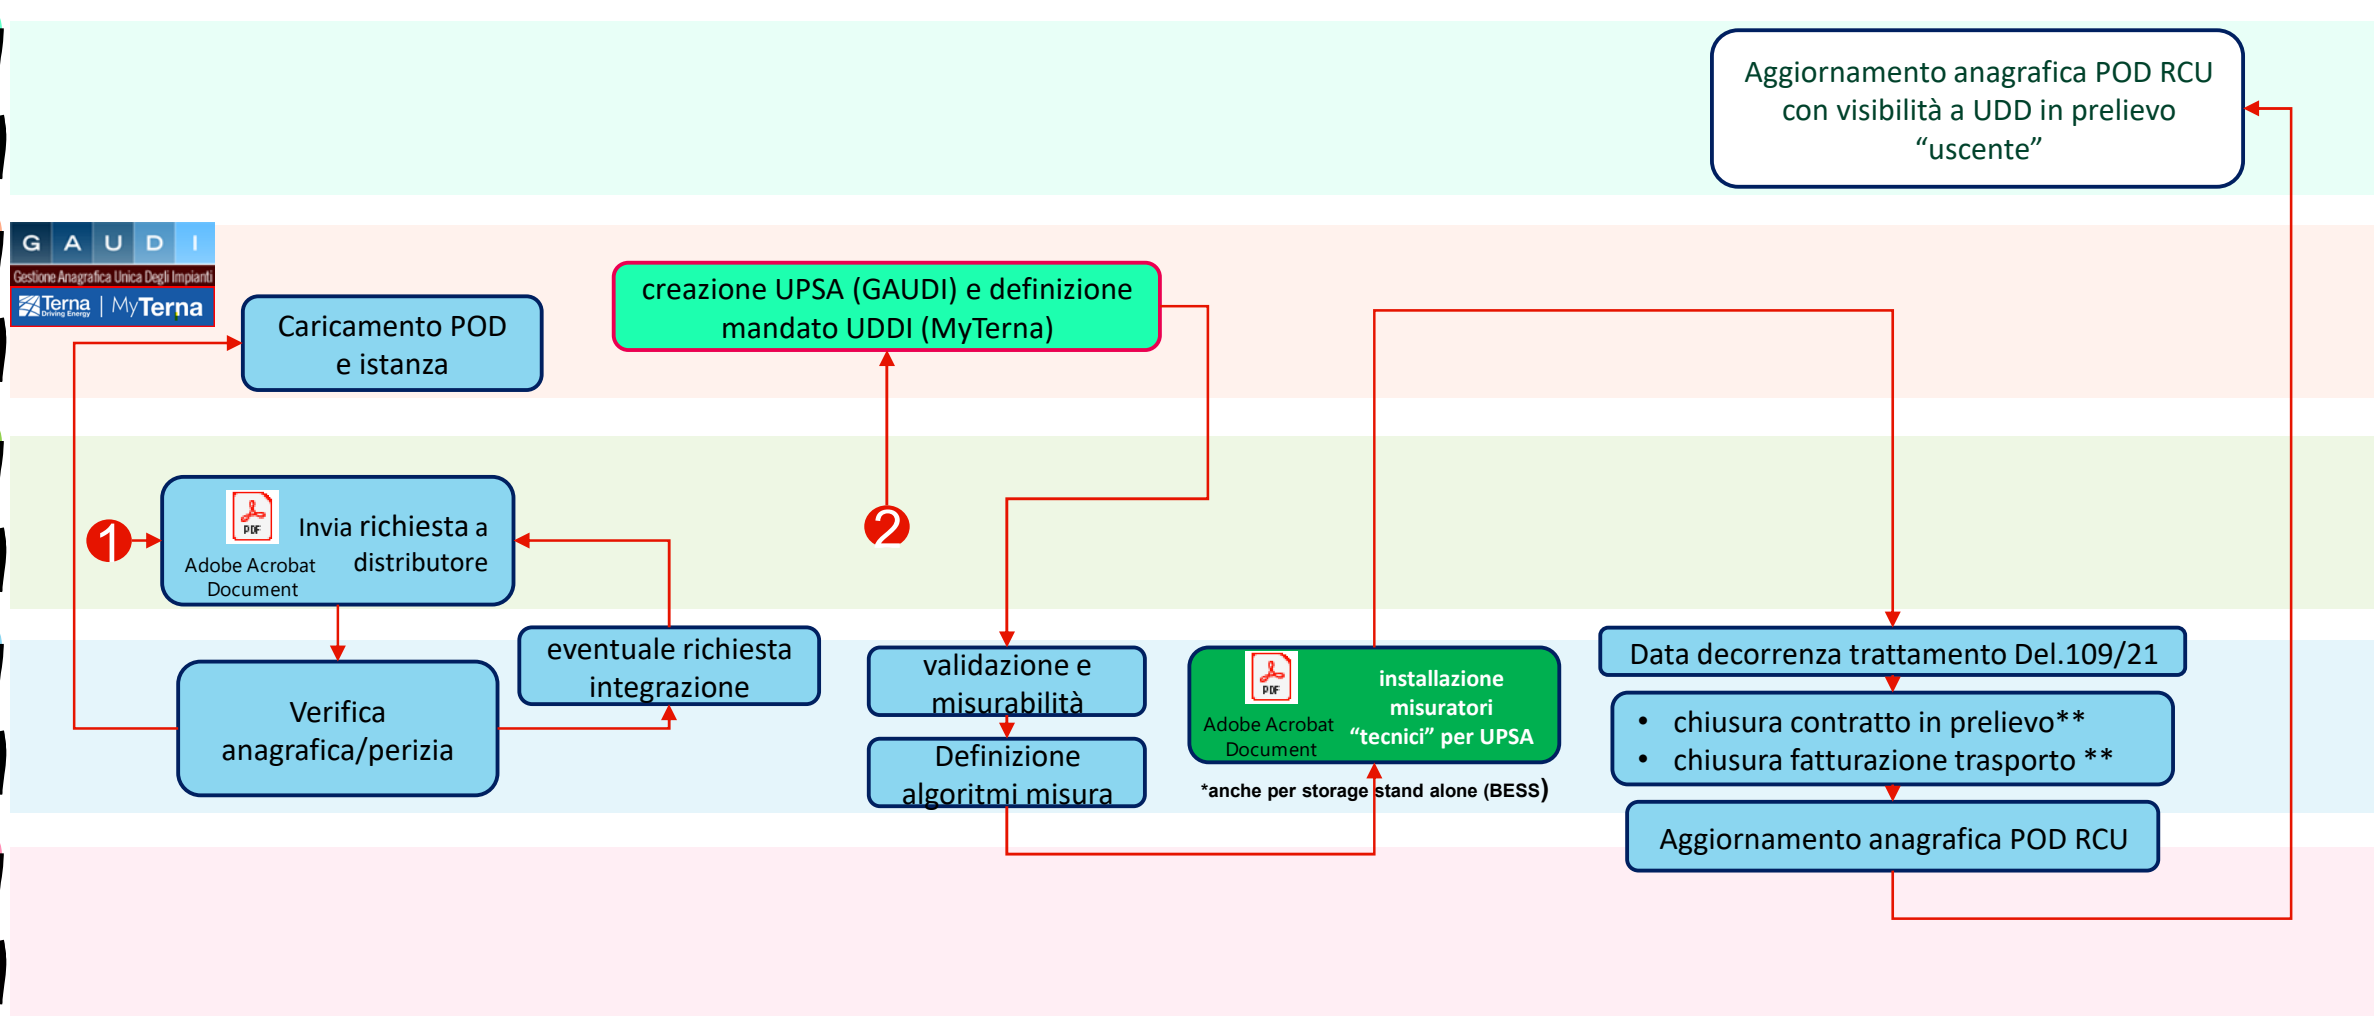 Aggiornamento anagrafica POD RCU
con visibilità a UDD in prelievo
“uscente”
G A U D I
Gestione Anagrafica Unica Degli Impianti
Terna | MyTerna
Driving Energy
creazione UPSA (GAUDI) e definizione
mandato UDDI (MyTerna)
Caricamento POD
e istanza
1
PDF
Adobe Acrobat
Document
Invia richiesta a
distributore
2
eventuale richiesta
integrazione
Verifica
anagrafica/perizia
validazione e
misurabilità
Definizione
algoritmi misura
PDF
Adobe Acrobat
Document
installazione
misuratori
“tecnici” per UPSA
*anche per storage stand alone (BESS)
Data decorrenza trattamento Del.109/21
• chiusura contratto in prelievo**
• chiusura fatturazione trasporto **
Aggiornamento anagrafica POD RCU